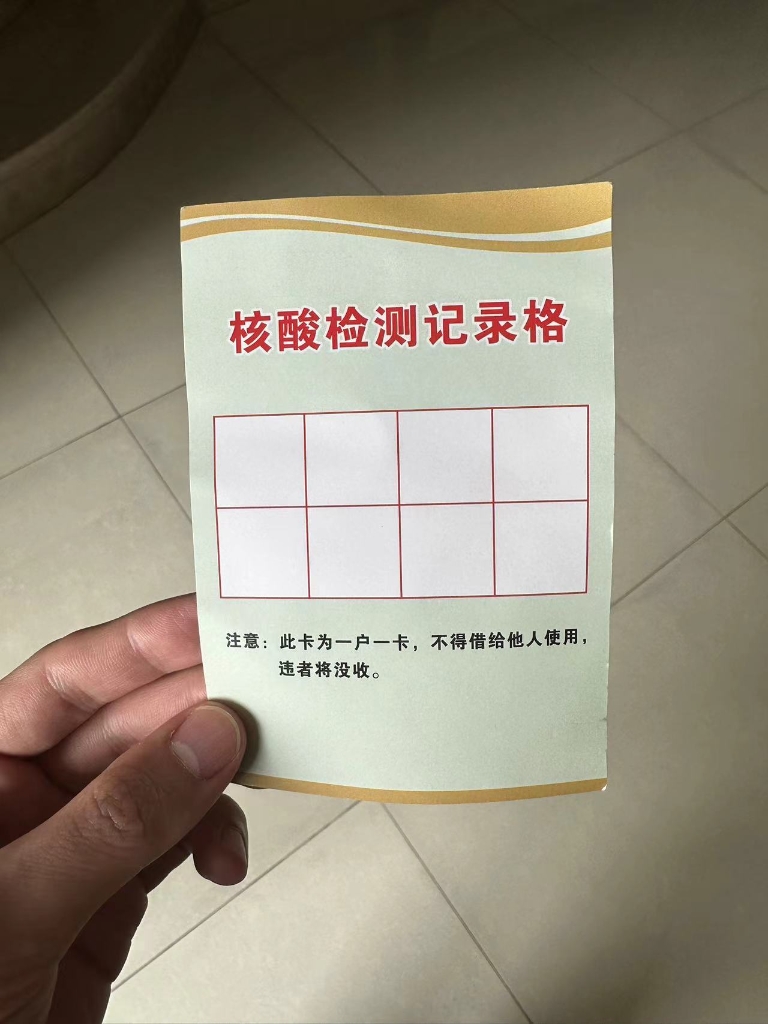 核酸检测记录格
注意：此卡为一户一卡，不得借给他人使用，
违者将没收。